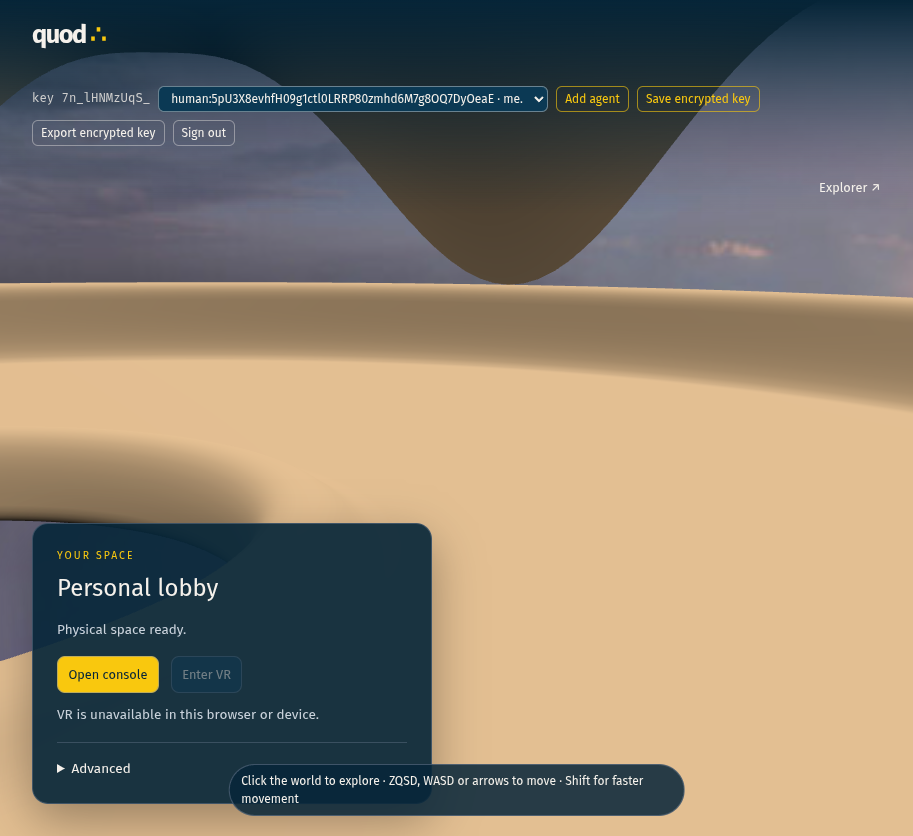 quod
key 7n_lHNMzUqS_ human:5pU3X8evhfH09g1ctl0LRRP80zmhd6M7g8OQ7DyOeaE · me. Add agent Save encrypted key
Export encrypted key Sign out
Explorer ↗
YOUR SPACE
Personal lobby
Physical space ready.
Open console Enter VR
VR is unavailable in this browser or device.
Advanced
Click the world to explore · ZQSD, WASD or arrows to move · Shift for faster
movement